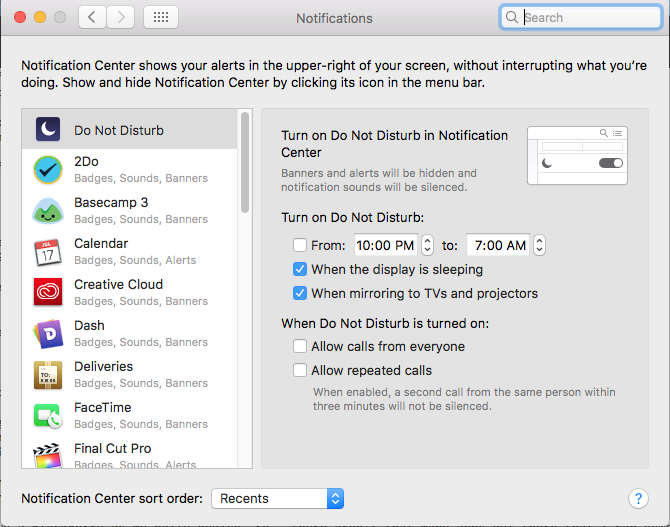 Notifications
Search
Notification Center shows your alerts in the upper-right of your screen, without interrupting what you're
doing. Show and hide Notification Center by clicking its icon in the menu bar.
Do Not Disturb
2Do
Badges, Sounds, Banners
Basecamp 3
Badges, Sounds, Banners
JUL
17
Calendar
Badges, Sounds, Alerts
Creative Cloud
Badges, Sounds, Banners
D
Dash
Badges, Sounds, Banners
Deliveries
Badges, Sounds, Banners
FaceTime
Badges, Sounds, Banners
Final Cut Pro
Badges, Sounds, Alerts
Turn on Do Not Disturb in Notification
Center
Banners and alerts will be hidden and
notification sounds will be silenced.
Turn on Do Not Disturb:
From: 10:00 PM to: 7:00 AM
When the display is sleeping
When mirroring to TVs and projectors
When Do Not Disturb is turned on:
Allow calls from everyone
Allow repeated calls
When enabled, a second call from the same person within
three minutes will not be silenced.
Notification Center sort order: Recents
?